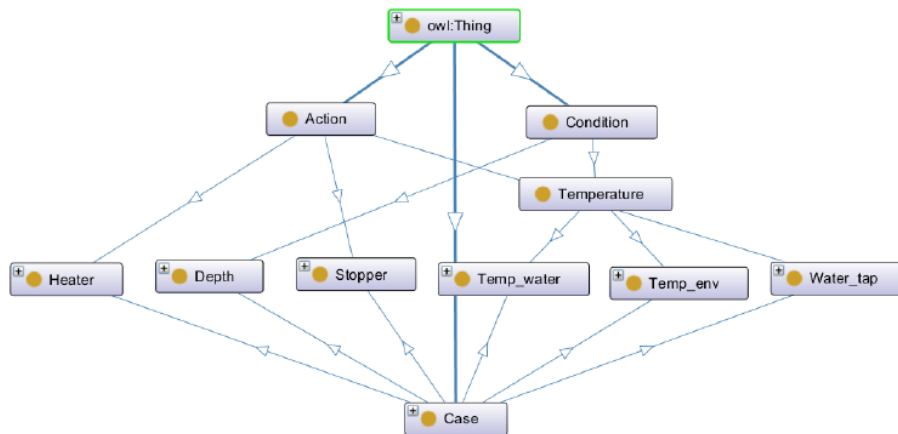 owl:Thing
Action
Condition
Temperature
Heater
Depth
Stopper
Temp_water
Temp_env
Water_tap
Case